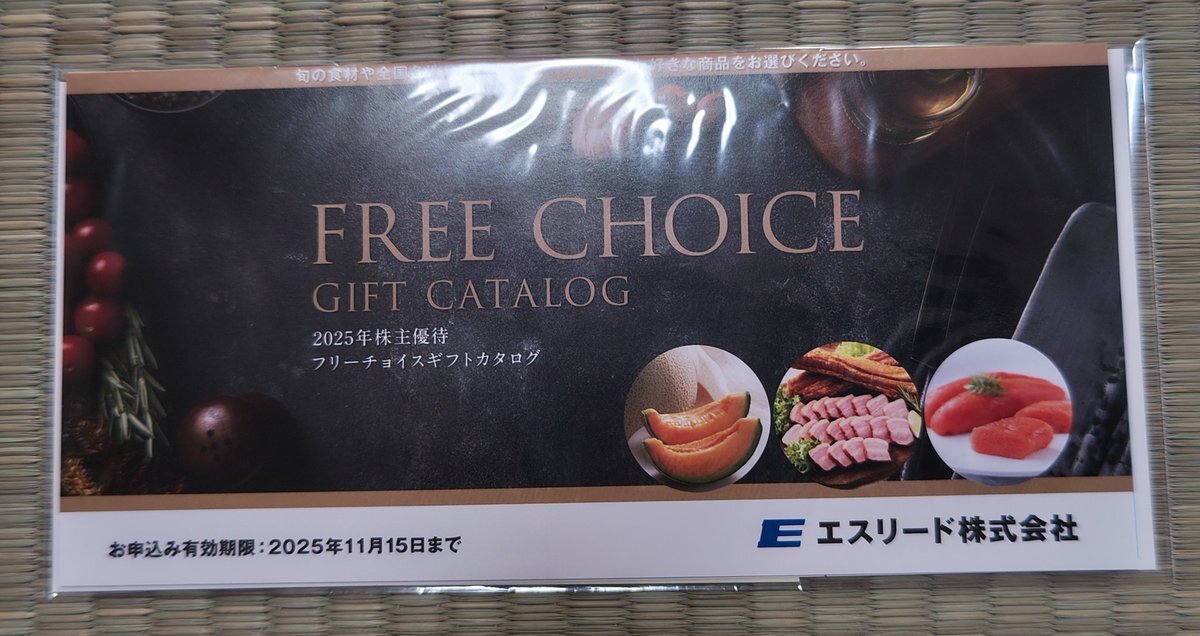 旬の食材や全国
好きな商品をお選びください。
FREE CHOICE
GIFT CATALOG
2025年株主優待
フリーチョイスギフトカタログ
お申込み有効期限：2025年11月15日まで
E エスリード株式会社